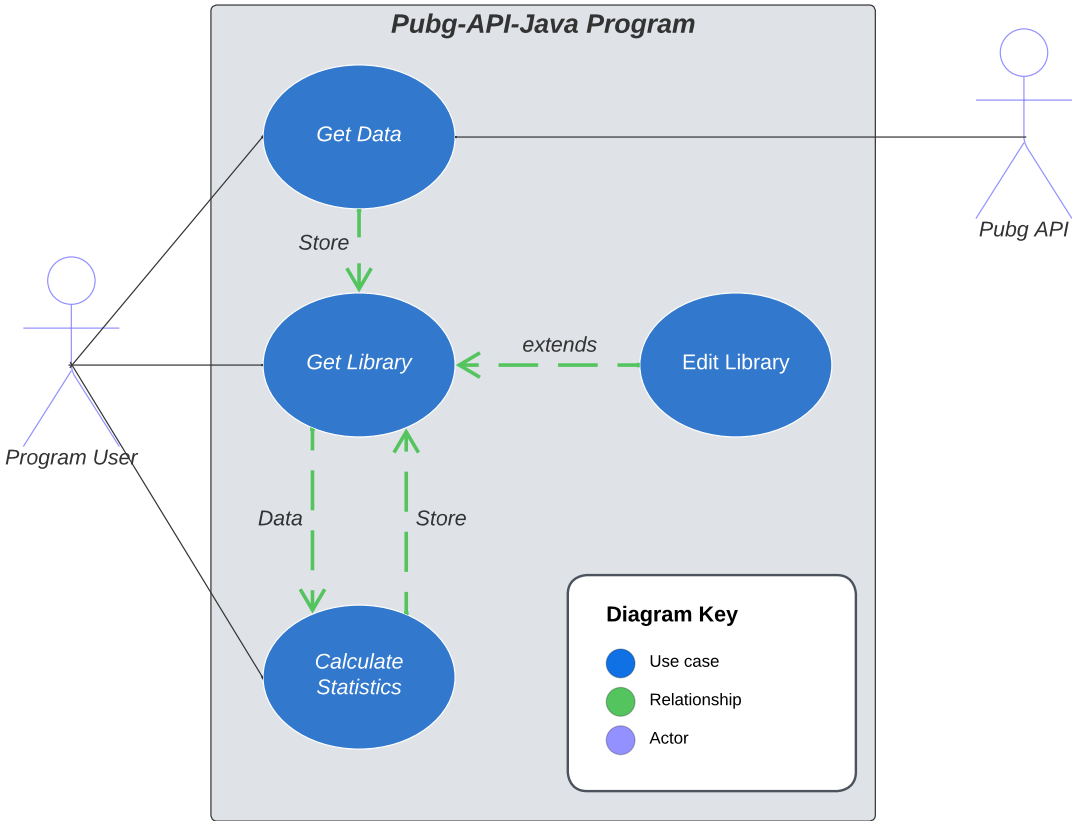 Pubg-API-Java Program
Get Data
Pubg API
Store
Get Library
extends
Edit Library
Program User
Data
Store
Calculate
Statistics
Diagram Key
Use case
Relationship
Actor